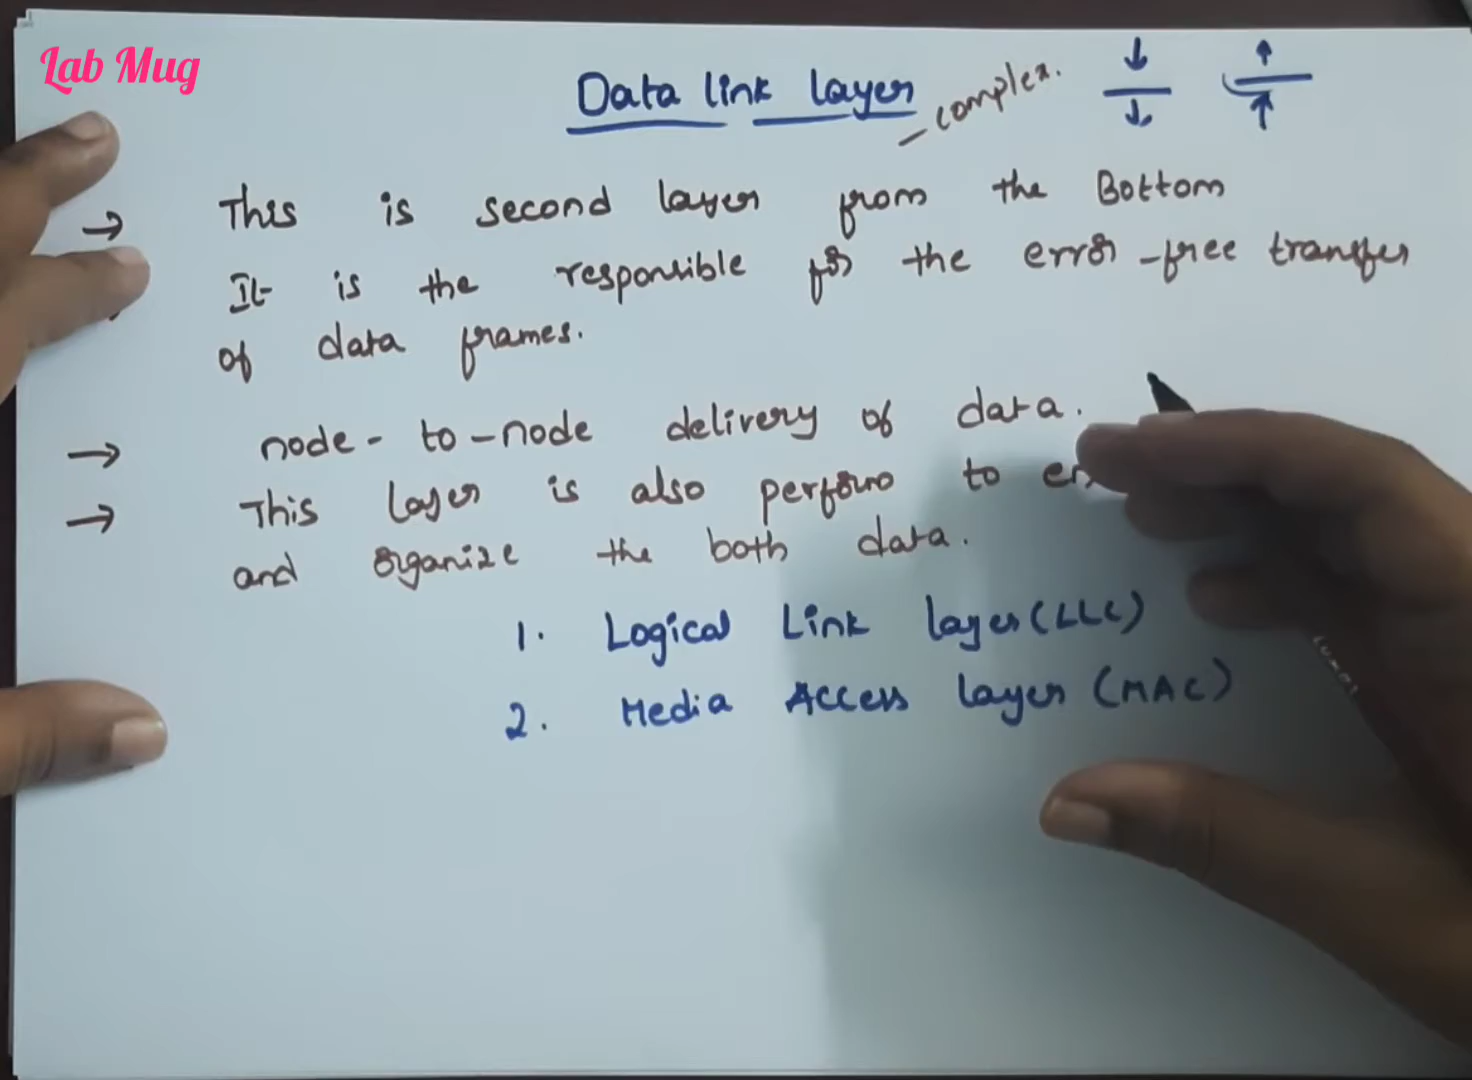 Lab Mug
Data link layer
- complex.
→ This is second layer from the Bottom
It is the responsible for the error-free transfer
of data frames.
→ node-to-node delivery of data.
→ This layer is also perform to
and organize the both data.
1. Logical Link layer (LLC)
2. Media Access layer (MAC)